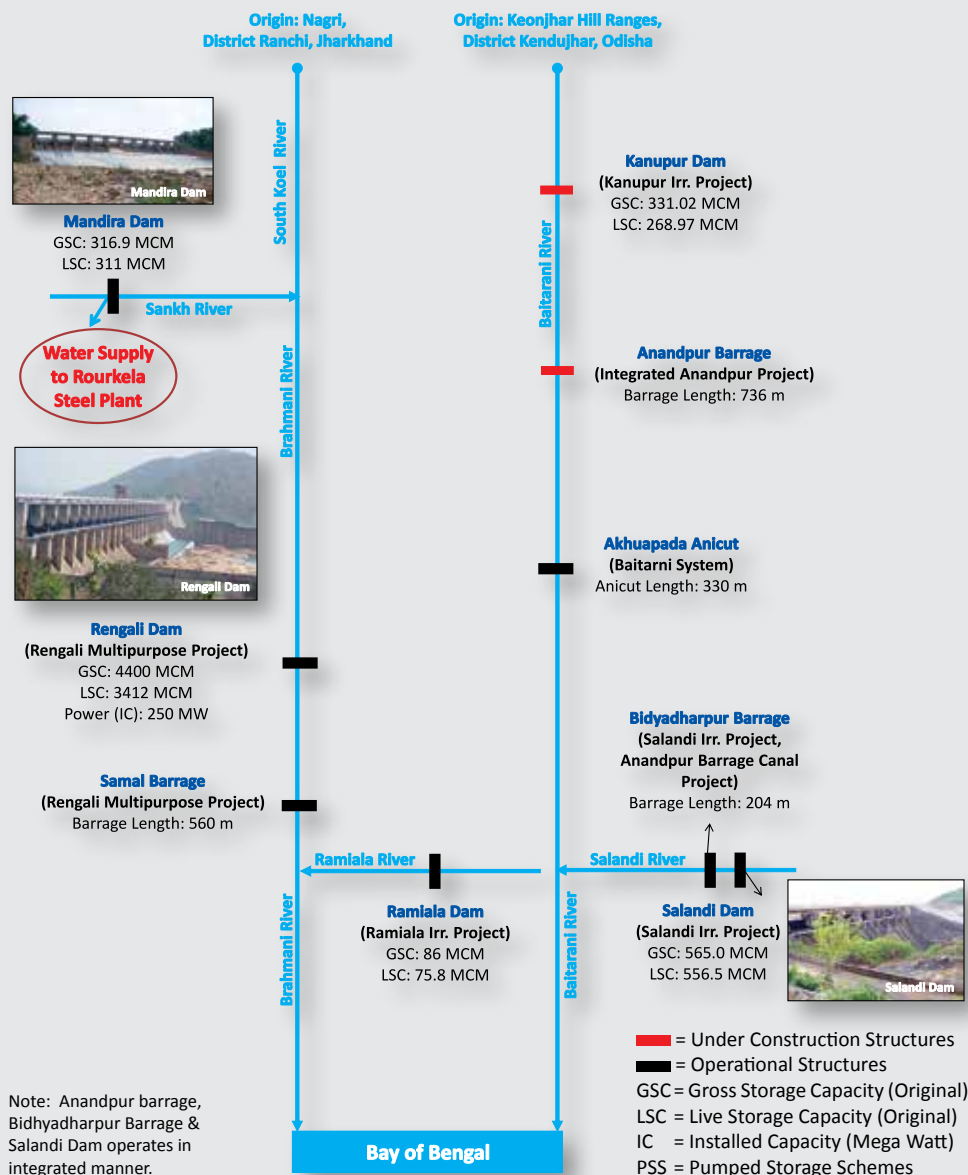 Origin: Nagri,
District Ranchi, Jharkhand
Origin: Keonjhar Hill Ranges,
District Kendujhar, Odisha
South Koel River
Mandira Dam
Mandira Dam
GSC: 316.9 MCM
LSC: 311 MCM
Sankh River
Water Supply
to Rourkela
Steel Plant
Brahmani River
Rengali Dam
Rengali Dam
(Rengali Multipurpose Project)
GSC: 4400 MCM
LSC: 3412 MCM
Power (IC): 250 MW
Samal Barrage
(Rengali Multipurpose Project)
Barrage Length: 560 m
Kanupur Dam
(Kanupur Irr. Project)
GSC: 331.02 MCM
LSC: 268.97 MCM
Baitarani River
Anandpur Barrage
(Integrated Anandpur Project)
Barrage Length: 736 m
Akhuapada Anicut
(Baitarni System)
Anicut Length: 330 m
Bidyadharpur Barrage
(Salandi Irr. Project,
Anandpur Barrage Canal
Project)
Barrage Length: 204 m
Ramiala River
Salandi River
Ramiala Dam
(Ramiala Irr. Project)
GSC: 86 MCM
LSC: 75.8 MCM
Salandi Dam
(Salandi Irr. Project)
GSC: 565.0 MCM
LSC: 556.5 MCM
Salandi Dam
Brahmani River
Baitarani River
= Under Construction Structures
= Operational Structures
GSC = Gross Storage Capacity (Original)
LSC = Live Storage Capacity (Original)
IC = Installed Capacity (Mega Watt)
PSS = Pumped Storage Schemes
Note: Anandpur barrage,
Bidhyadharpur Barrage &
Salandi Dam operates in
integrated manner.
Bay of Bengal